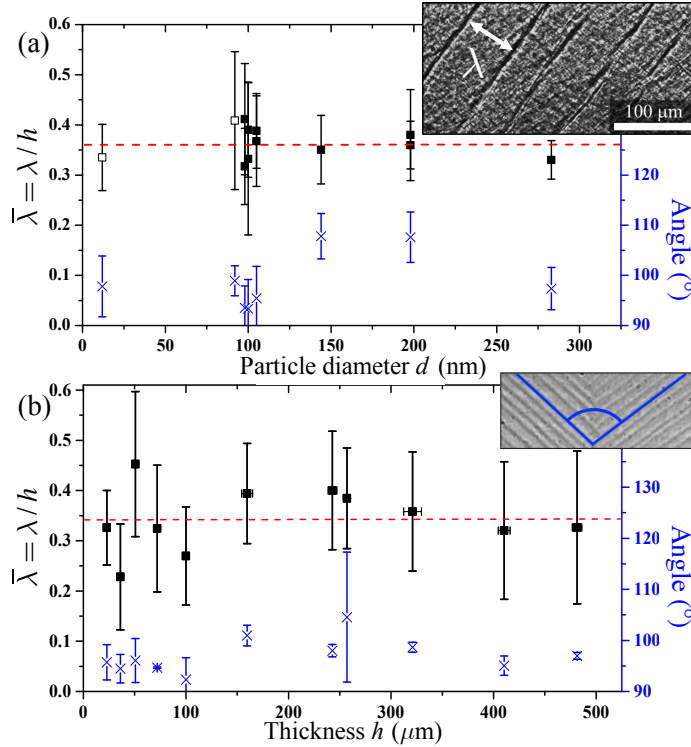 (a)
λ
100 μm
0.6
0.5
0.4
0.3
0.2
0.1
0.0
λ̅ = λ/h
120
110
100
90
Angle (°)
0 50 100 150 200 250 300
Particle diameter d (nm)
(b)
0.6
0.5
0.4
0.3
0.2
0.1
0.0
λ̅ = λ/h
130
120
110
100
90
Angle (°)
0 100 200 300 400 500
Thickness h (μm)